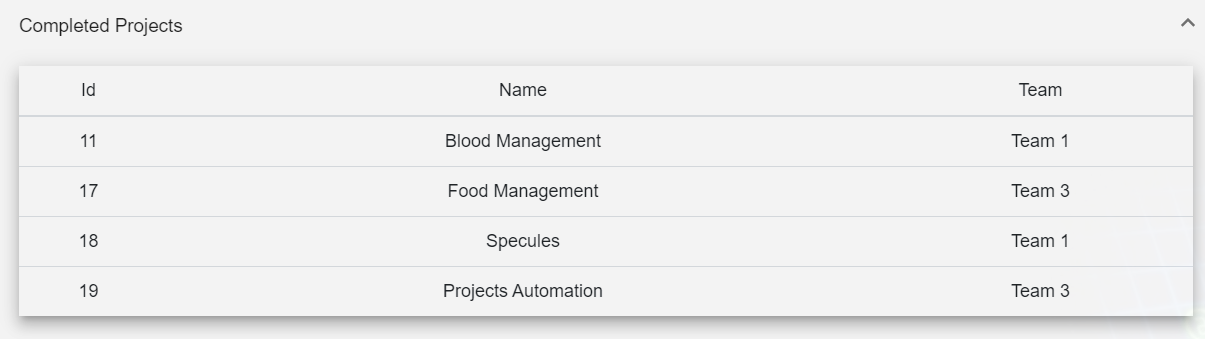 Completed Projects
Id Name Team
11 Blood Management Team 1
17 Food Management Team 3
18 Specules Team 1
19 Projects Automation Team 3